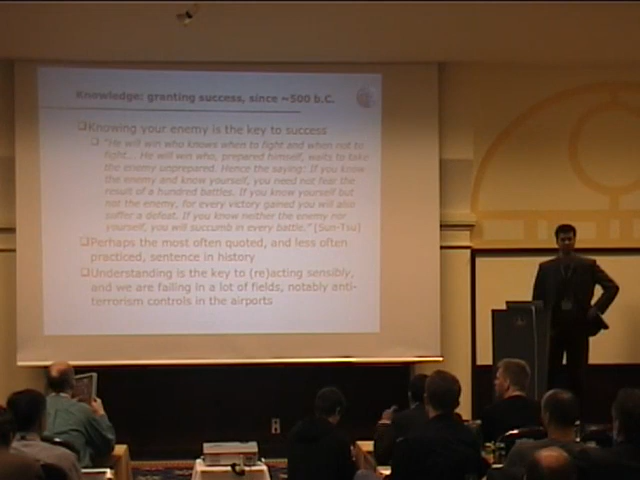 Knowledge: granting success, since ~500 b.C.
Knowing your enemy is the key to success
"He will win who knows when to fight and when not to
fight... He will win who, prepared himself, waits to take
the enemy unprepared. Hence the saying: If you know
the enemy and know yourself, you need not fear the
result of a hundred battles. If you know yourself but
not the enemy, for every victory gained you will also
suffer a defeat. If you know neither the enemy nor
yourself, you will succumb in every battle." [Sun-Tsu]
Perhaps the most often quoted, and less often
practiced, sentence in history
Understanding is the key to (re)acting sensibly,
and we are failing in a lot of fields, notably anti-
terrorism controls in the airports